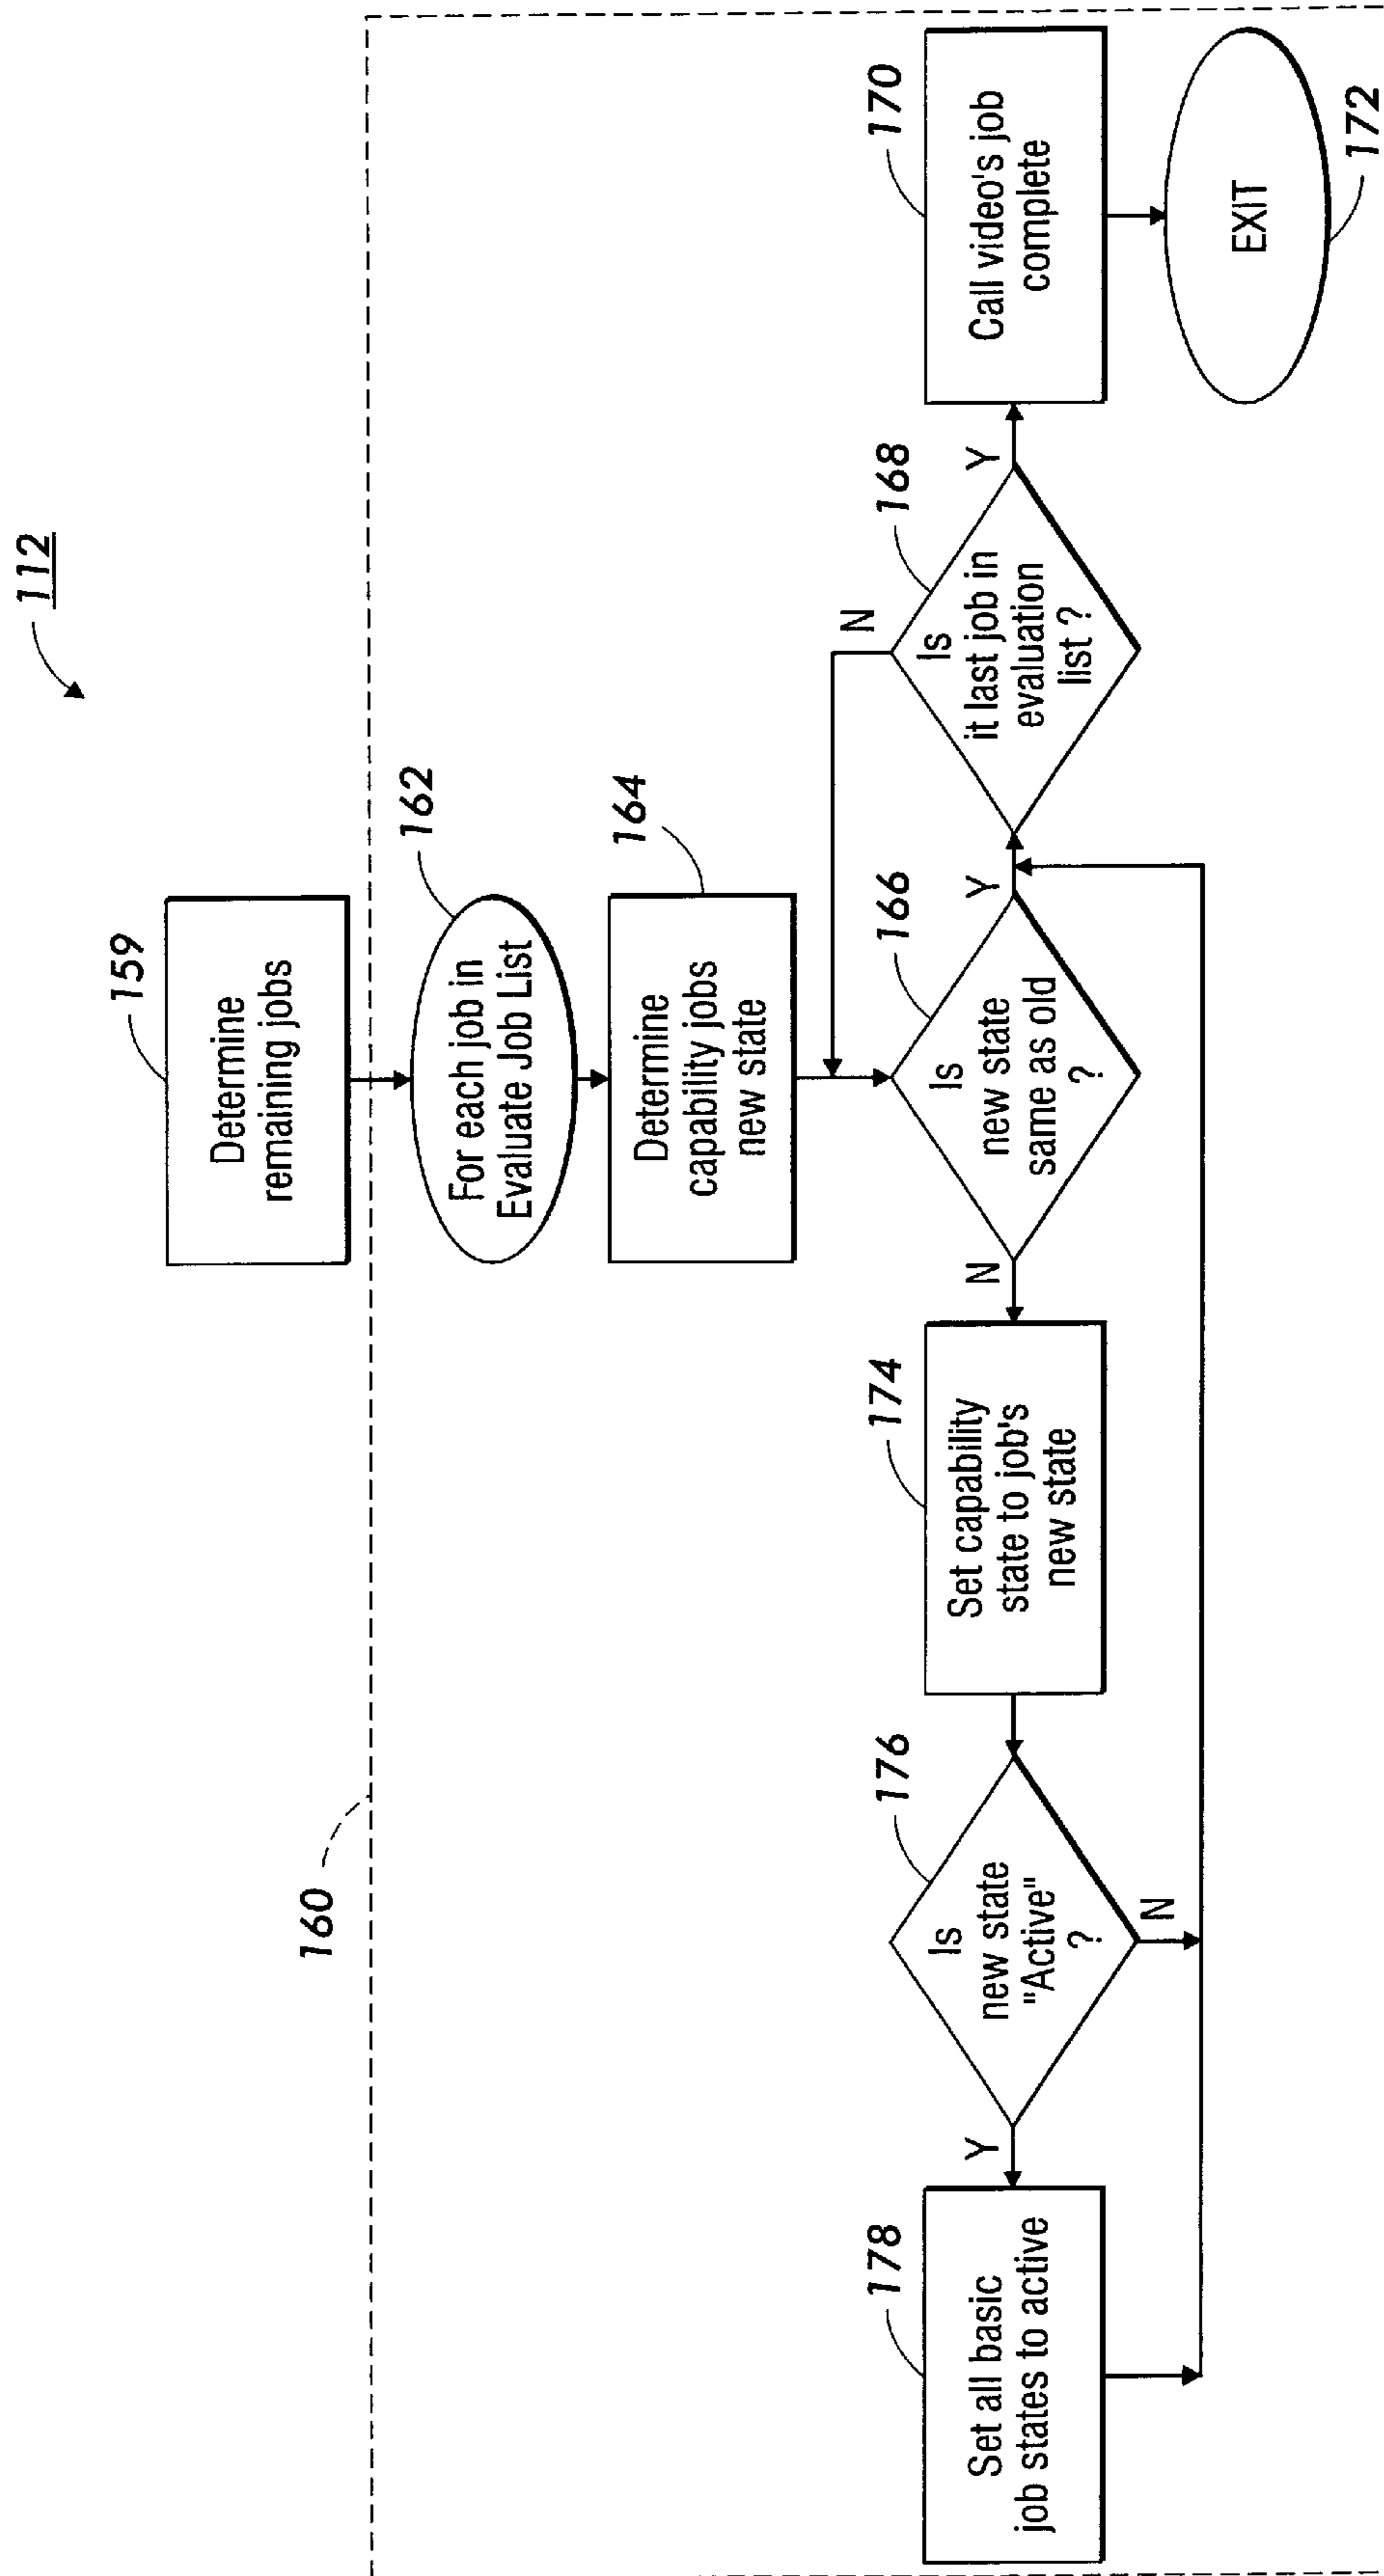 112
159
Determine
remaining jobs
160
162
For each job in
Evaluate Job List
164
Determine
capability jobs
new state
166
Is
new state
same as old
?
N
Y
168
Is
it last job in
evaluation
list ?
N
Y
170
Call video's job
complete
EXIT
172
174
Set capability
state to job's
new state
176
Is
new state
"Active"
?
Y
N
178
Set all basic
job states to active